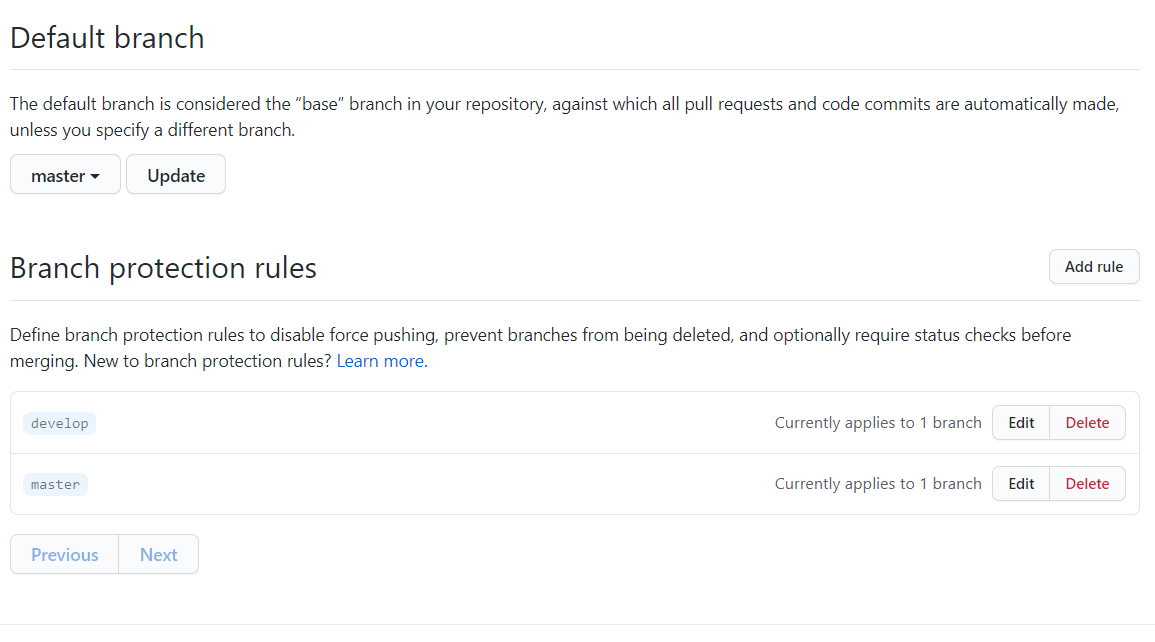 Default branch
The default branch is considered the “base” branch in your repository, against which all pull requests and code commits are automatically made,
unless you specify a different branch.
master Update
Branch protection rules Add rule
Define branch protection rules to disable force pushing, prevent branches from being deleted, and optionally require status checks before
merging. New to branch protection rules? Learn more.
develop Currently applies to 1 branch Edit Delete
master Currently applies to 1 branch Edit Delete
Previous Next